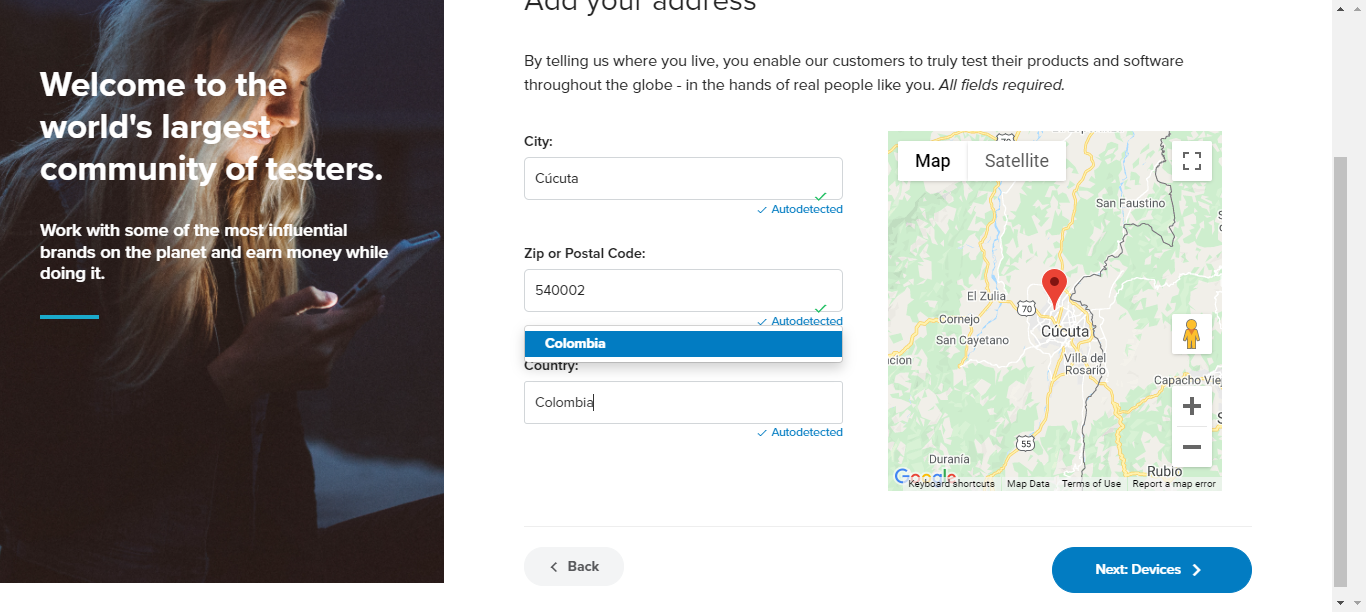 Add your address
Welcome to the
world's largest
community of testers.
Work with some of the most influential
brands on the planet and earn money while
doing it.
By telling us where you live, you enable our customers to truly test their products and software
throughout the globe - in the hands of real people like you. All fields required.
City:
Cúcuta
Autodetected
Zip or Postal Code:
540002
Autodetected
Colombia
Country:
Colombia
Autodetected
Map
Satellite
San Faustino
El Zulia
70
Cornejo
Cúcuta
San Cayetano
Villa del
Rosario
Capacho Vie
55
Durania
Rubio
Google
Keyboard shortcuts
Map Data
Terms of Use
Report a map error
Back
Next: Devices